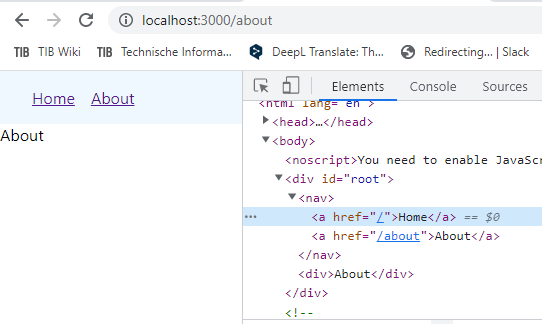 localhost:3000/about
TIB TIB Wiki TIB Technische Informa... DeepL Translate: Th... Redirecting... | Slack
Home About
About
Elements Console Sources
<html lang="en">
<head>…</head>
<body>
<noscript>You need to enable JavaScr
<div id="root">
<nav>
<a href="/">Home</a> == $0
<a href="/about">About</a>
</nav>
<div>About</div>
</div>
<!--